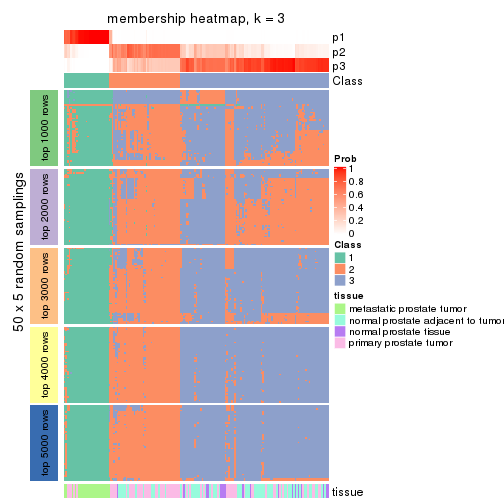 membership heatmap, k = 3
p1
p2
p3
Class
50 x 5 random samplings
top 1000 rows
top 2000 rows
top 3000 rows
top 4000 rows
top 5000 rows
Prob
1
0.8
0.6
0.4
0.2
0
Class
1
2
3
tissue
metastatic prostate tumor
normal prostate adjacent to tumor
normal prostate tissue
primary prostate tumor
tissue